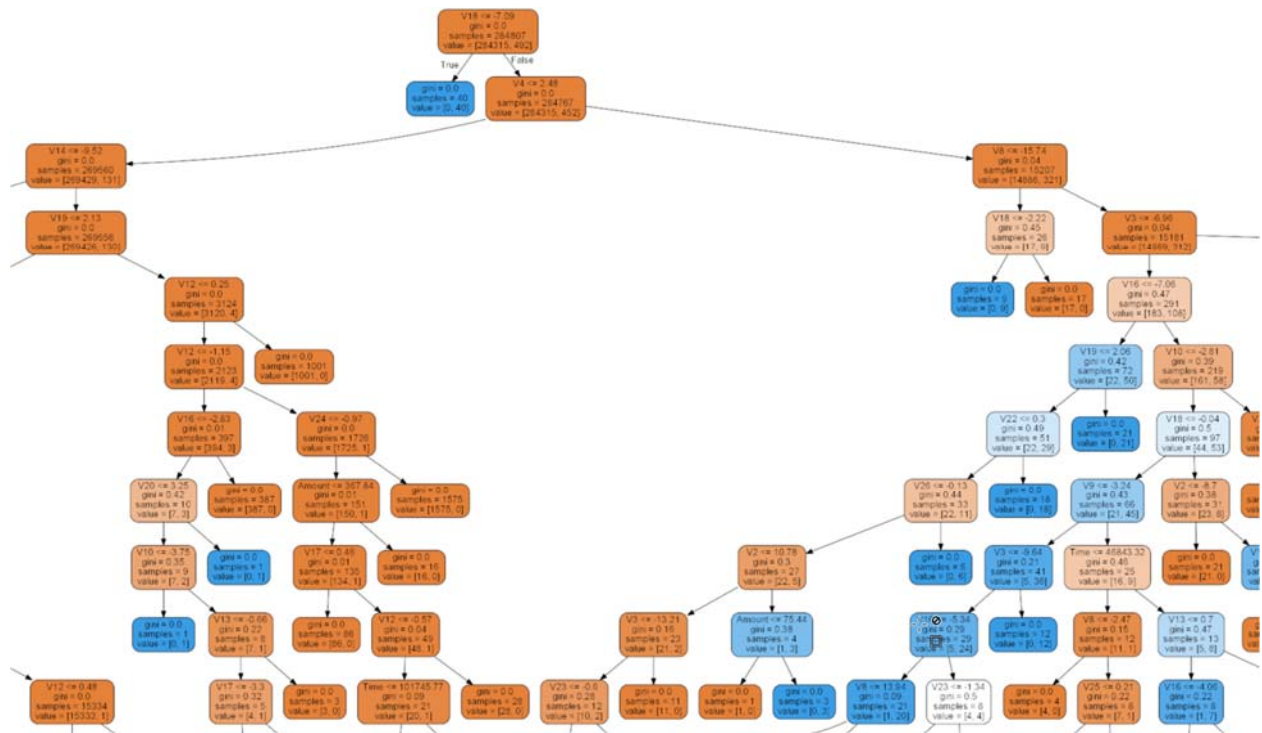 V18 <= -7.09
gini = 0.0
samples = 284807
value = [284315, 492]
True
False
gini = 0.0
samples = 40
value = [0, 40]
V4 <= 2.48
gini = 0.0
samples = 284767
value = [284315, 452]
V14 <= -9.52
gini = 0.0
samples = 269560
value = [269429, 131]
V8 <= -15.74
gini = 0.04
samples = 15207
value = [14886, 321]
V19 <= 2.13
gini = 0.0
samples = 269556
value = [269426, 130]
V18 <= -2.22
gini = 0.45
samples = 26
value = [17, 9]
V3 <= -6.96
gini = 0.04
samples = 15181
value = [14869, 312]
V12 <= 0.25
gini = 0.0
samples = 3124
value = [3120, 4]
gini = 0.0
samples = 9
value = [0, 9]
gini = 0.0
samples = 17
value = [17, 0]
V16 <= -7.06
gini = 0.47
samples = 291
value = [183, 108]
V12 <= -1.15
gini = 0.0
samples = 2123
value = [2119, 4]
gini = 0.0
samples = 1001
value = [1001, 0]
V19 <= 2.06
gini = 0.42
samples = 72
value = [22, 50]
V10 <= -2.81
gini = 0.39
samples = 219
value = [161, 58]
V16 <= -2.63
gini = 0.01
samples = 397
value = [394, 3]
V24 <= -0.97
gini = 0.0
samples = 1726
value = [1725, 1]
V22 <= 0.3
gini = 0.49
samples = 51
value = [22, 29]
gini = 0.0
samples = 21
value = [0, 21]
V18 <= -0.04
gini = 0.5
samples = 97
value = [44, 53]
V20 <= 3.25
gini = 0.42
samples = 10
value = [7, 3]
gini = 0.0
samples = 387
value = [387, 0]
Amount <= 367.64
gini = 0.01
samples = 151
value = [150, 1]
gini = 0.0
samples = 1575
value = [1575, 0]
V26 <= -0.13
gini = 0.44
samples = 33
value = [22, 11]
gini = 0.0
samples = 18
value = [0, 18]
V9 <= -3.24
gini = 0.43
samples = 66
value = [21, 45]
V2 <= -8.7
gini = 0.38
samples = 31
value = [23, 8]
V10 <= -3.75
gini = 0.35
samples = 9
value = [7, 2]
gini = 0.0
samples = 1
value = [0, 1]
V17 <= 0.46
gini = 0.01
samples = 135
value = [134, 1]
gini = 0.0
samples = 16
value = [16, 0]
V2 <= 10.78
gini = 0.3
samples = 27
value = [22, 5]
gini = 0.0
samples = 6
value = [0, 6]
V3 <= -9.64
gini = 0.21
samples = 41
value = [5, 36]
Time <= 46843.32
gini = 0.46
samples = 25
value = [16, 9]
gini = 0.0
samples = 21
value = [21, 0]
gini = 0.0
samples = 1
value = [0, 1]
V13 <= -0.66
gini = 0.22
samples = 8
value = [7, 1]
gini = 0.0
samples = 86
value = [86, 0]
V12 <= -0.57
gini = 0.04
samples = 49
value = [48, 1]
V3 <= -13.21
gini = 0.16
samples = 23
value = [21, 2]
Amount <= 75.44
gini = 0.38
samples = 4
value = [1, 3]
<= -5.34
= 0.29
= 29
[5, 24]
gini = 0.0
samples = 12
value = [0, 12]
V8 <= -2.47
gini = 0.15
samples = 12
value = [11, 1]
V13 <= 0.7
gini = 0.47
samples = 13
value = [5, 8]
V12 <= 0.48
gini = 0.0
samples = 15334
value = [15333, 1]
V17 <= -3.3
gini = 0.32
samples = 5
value = [4, 1]
gini = 0.0
samples = 3
value = [3, 0]
Time <= 101745.77
gini = 0.09
samples = 21
value = [20, 1]
gini = 0.0
samples = 28
value = [28, 0]
V23 <= -0.6
gini = 0.28
samples = 12
value = [10, 2]
gini = 0.0
samples = 11
value = [11, 0]
gini = 0.0
samples = 1
value = [1, 0]
gini = 0.0
samples = 3
value = [0, 3]
V8 <= 13.94
gini = 0.09
samples = 21
value = [1, 20]
V23 <= -1.34
gini = 0.5
samples = 8
value = [4, 4]
gini = 0.0
samples = 4
value = [4, 0]
V25 <= 0.21
gini = 0.22
samples = 8
value = [7, 1]
V16 <= -4.06
gini = 0.22
samples = 8
value = [1, 7]